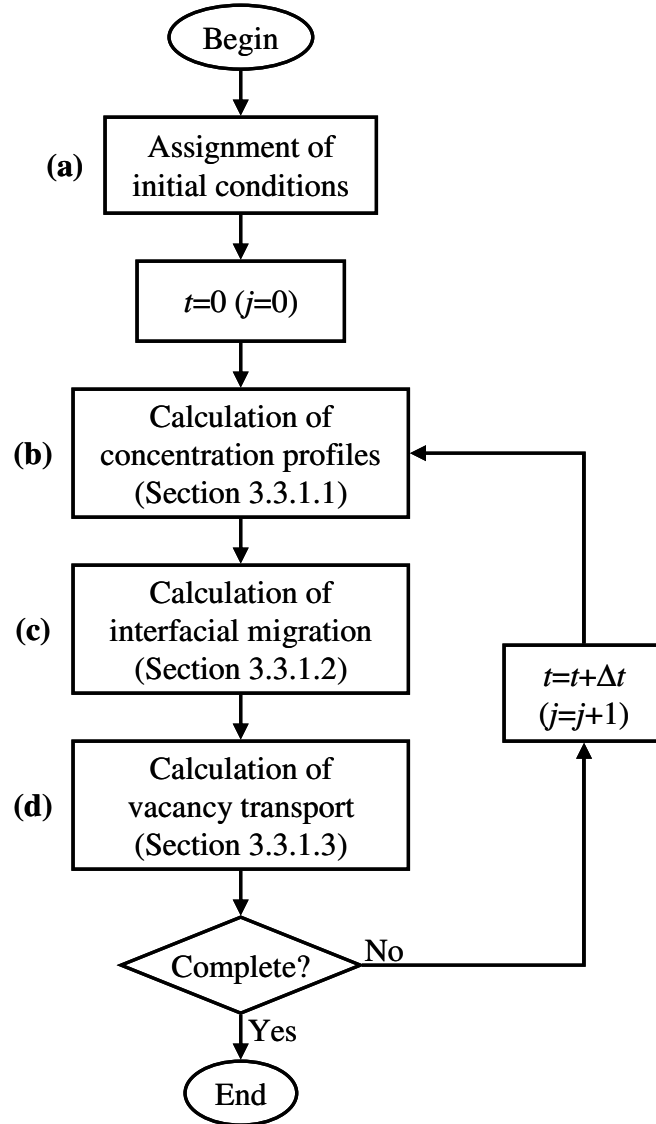 Begin
(a)
Assignment of
initial conditions
t=0 (j=0)
(b)
Calculation of
concentration profiles
(Section 3.3.1.1)
(c)
Calculation of
interfacial migration
(Section 3.3.1.2)
t=t+Δt
(j=j+1)
(d)
Calculation of
vacancy transport
(Section 3.3.1.3)
Complete?
No
Yes
End